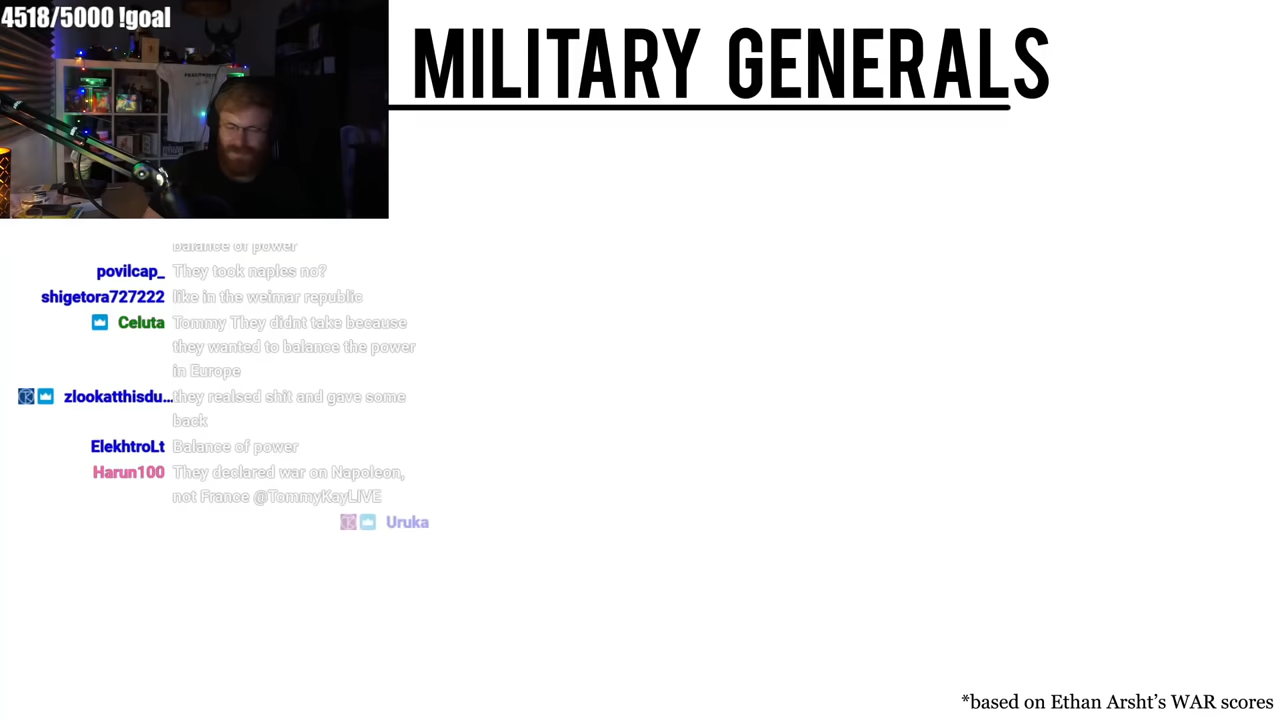 4518/5000 !goal
MILITARY GENERALS
balance of power
povilcap_ They took naples no?
shigetora727222 like in the weimar republic
Celuta Tommy They didnt take because
they wanted to balance the power
in Europe
zlookatthisdu... they realsed shit and gave some
back
ElekhtroLt Balance of power
Harun100 They declared war on Napoleon,
not France @TommyKayLIVE
Uruka
*based on Ethan Arsht's WAR scores